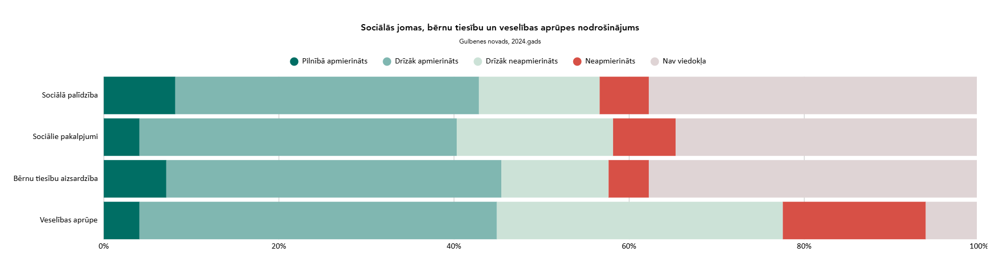 Sociālās jomas, bērnu tiesību un veselības aprūpes nodrošinājums
Gulbenes novads, 2024.gads
Pilnībā apmierināts Drīzāk apmierināts Drīzāk neapmierināts Neapmierināts Nav viedokļa
Sociālā palīdzība
Sociālie pakalpjumi
Bērnu tiesību aizsardzība
Veselības aprūpe
0% 20% 40% 60% 80% 100%